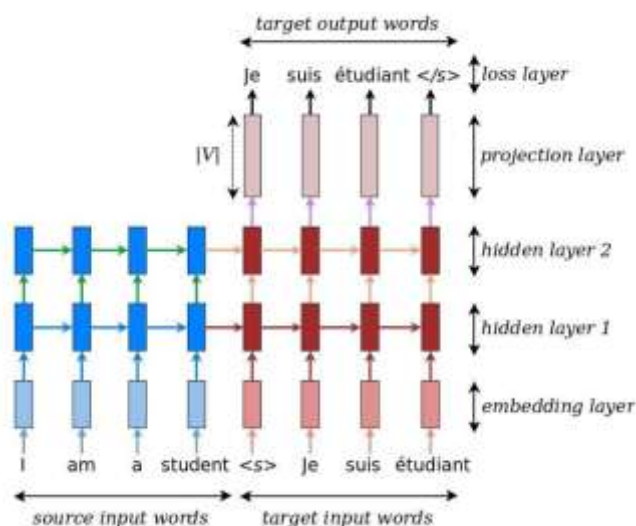 target output words
Je suis étudiant </s>
loss layer
|V|
projection layer
hidden layer 2
hidden layer 1
embedding layer
I am a student <s> Je suis étudiant
source input words
target input words